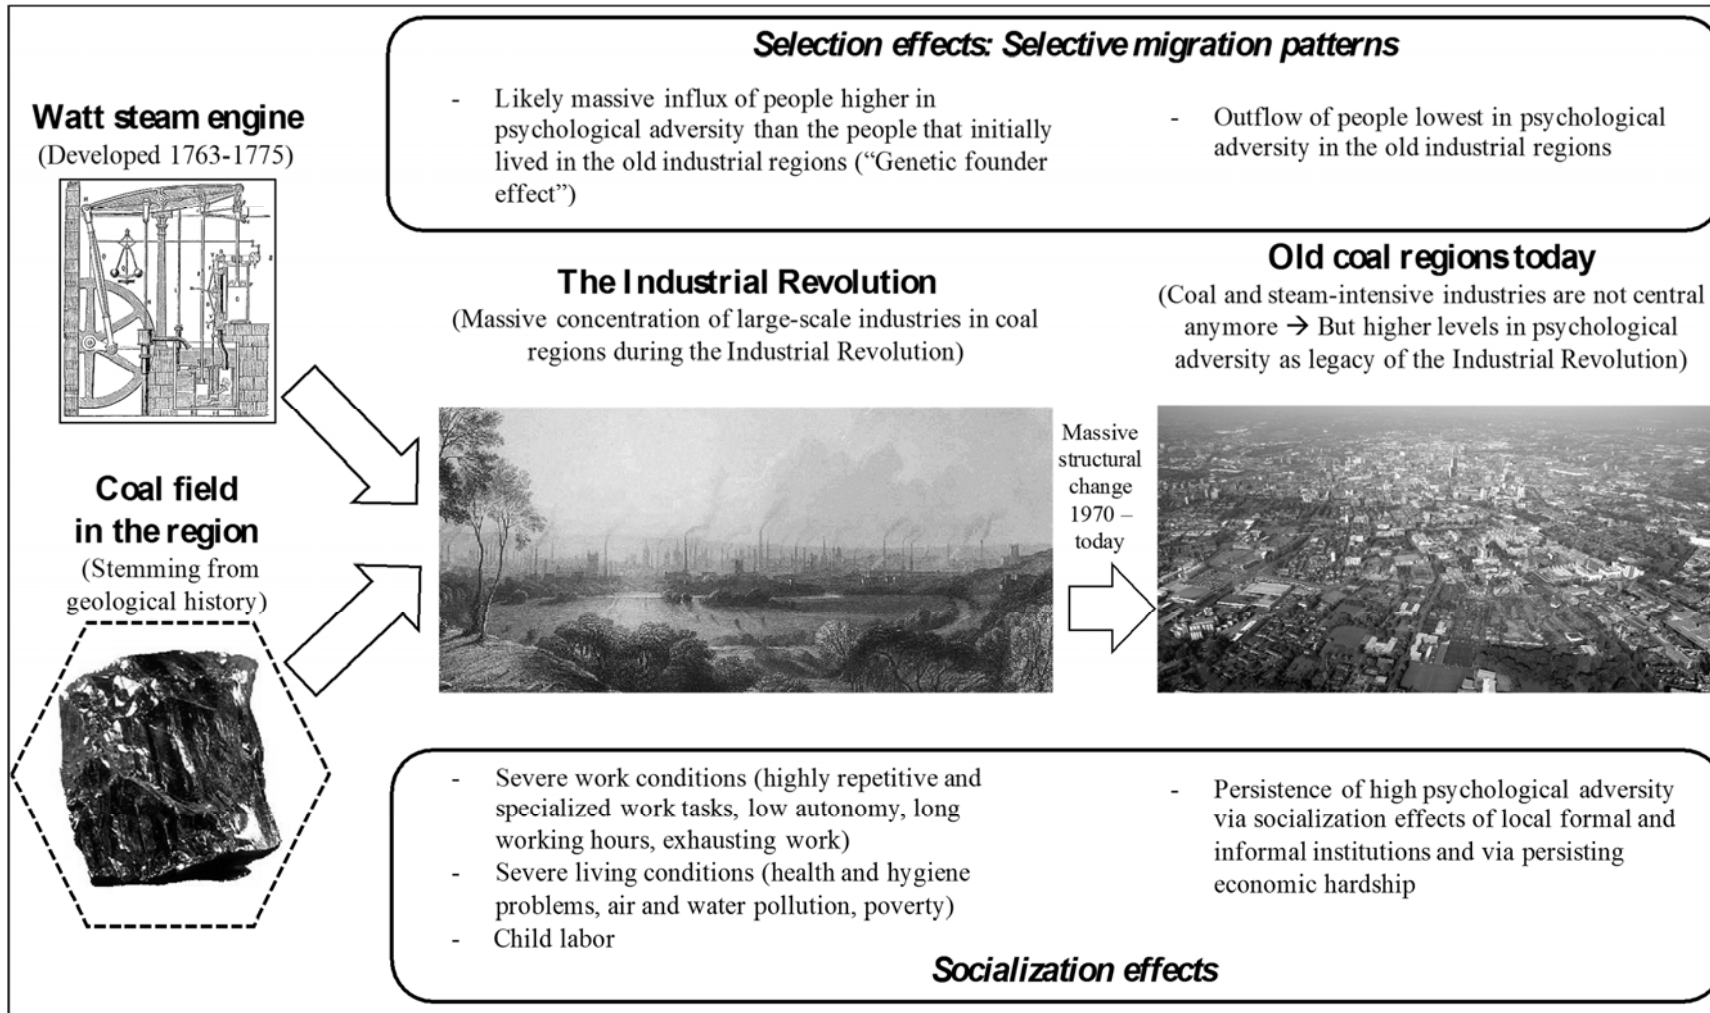 Selection effects: Selective migration patterns
- Likely massive influx of people higher in
psychological adversity than the people that initially
lived in the old industrial regions (“Genetic founder
effect”)
- Outflow of people lowest in psychological
adversity in the old industrial regions
Watt steam engine
(Developed 1763-1775)
Coal field
in the region
(Stemming from
geological history)
The Industrial Revolution
(Massive concentration of large-scale industries in coal
regions during the Industrial Revolution)
Massive
structural
change
1970 –
today
Old coal regions today
(Coal and steam-intensive industries are not central
anymore → But higher levels in psychological
adversity as legacy of the Industrial Revolution)
- Severe work conditions (highly repetitive and
specialized work tasks, low autonomy, long
working hours, exhausting work)
- Severe living conditions (health and hygiene
problems, air and water pollution, poverty)
- Child labor
- Persistence of high psychological adversity
via socialization effects of local formal and
informal institutions and via persisting
economic hardship
Socialization effects